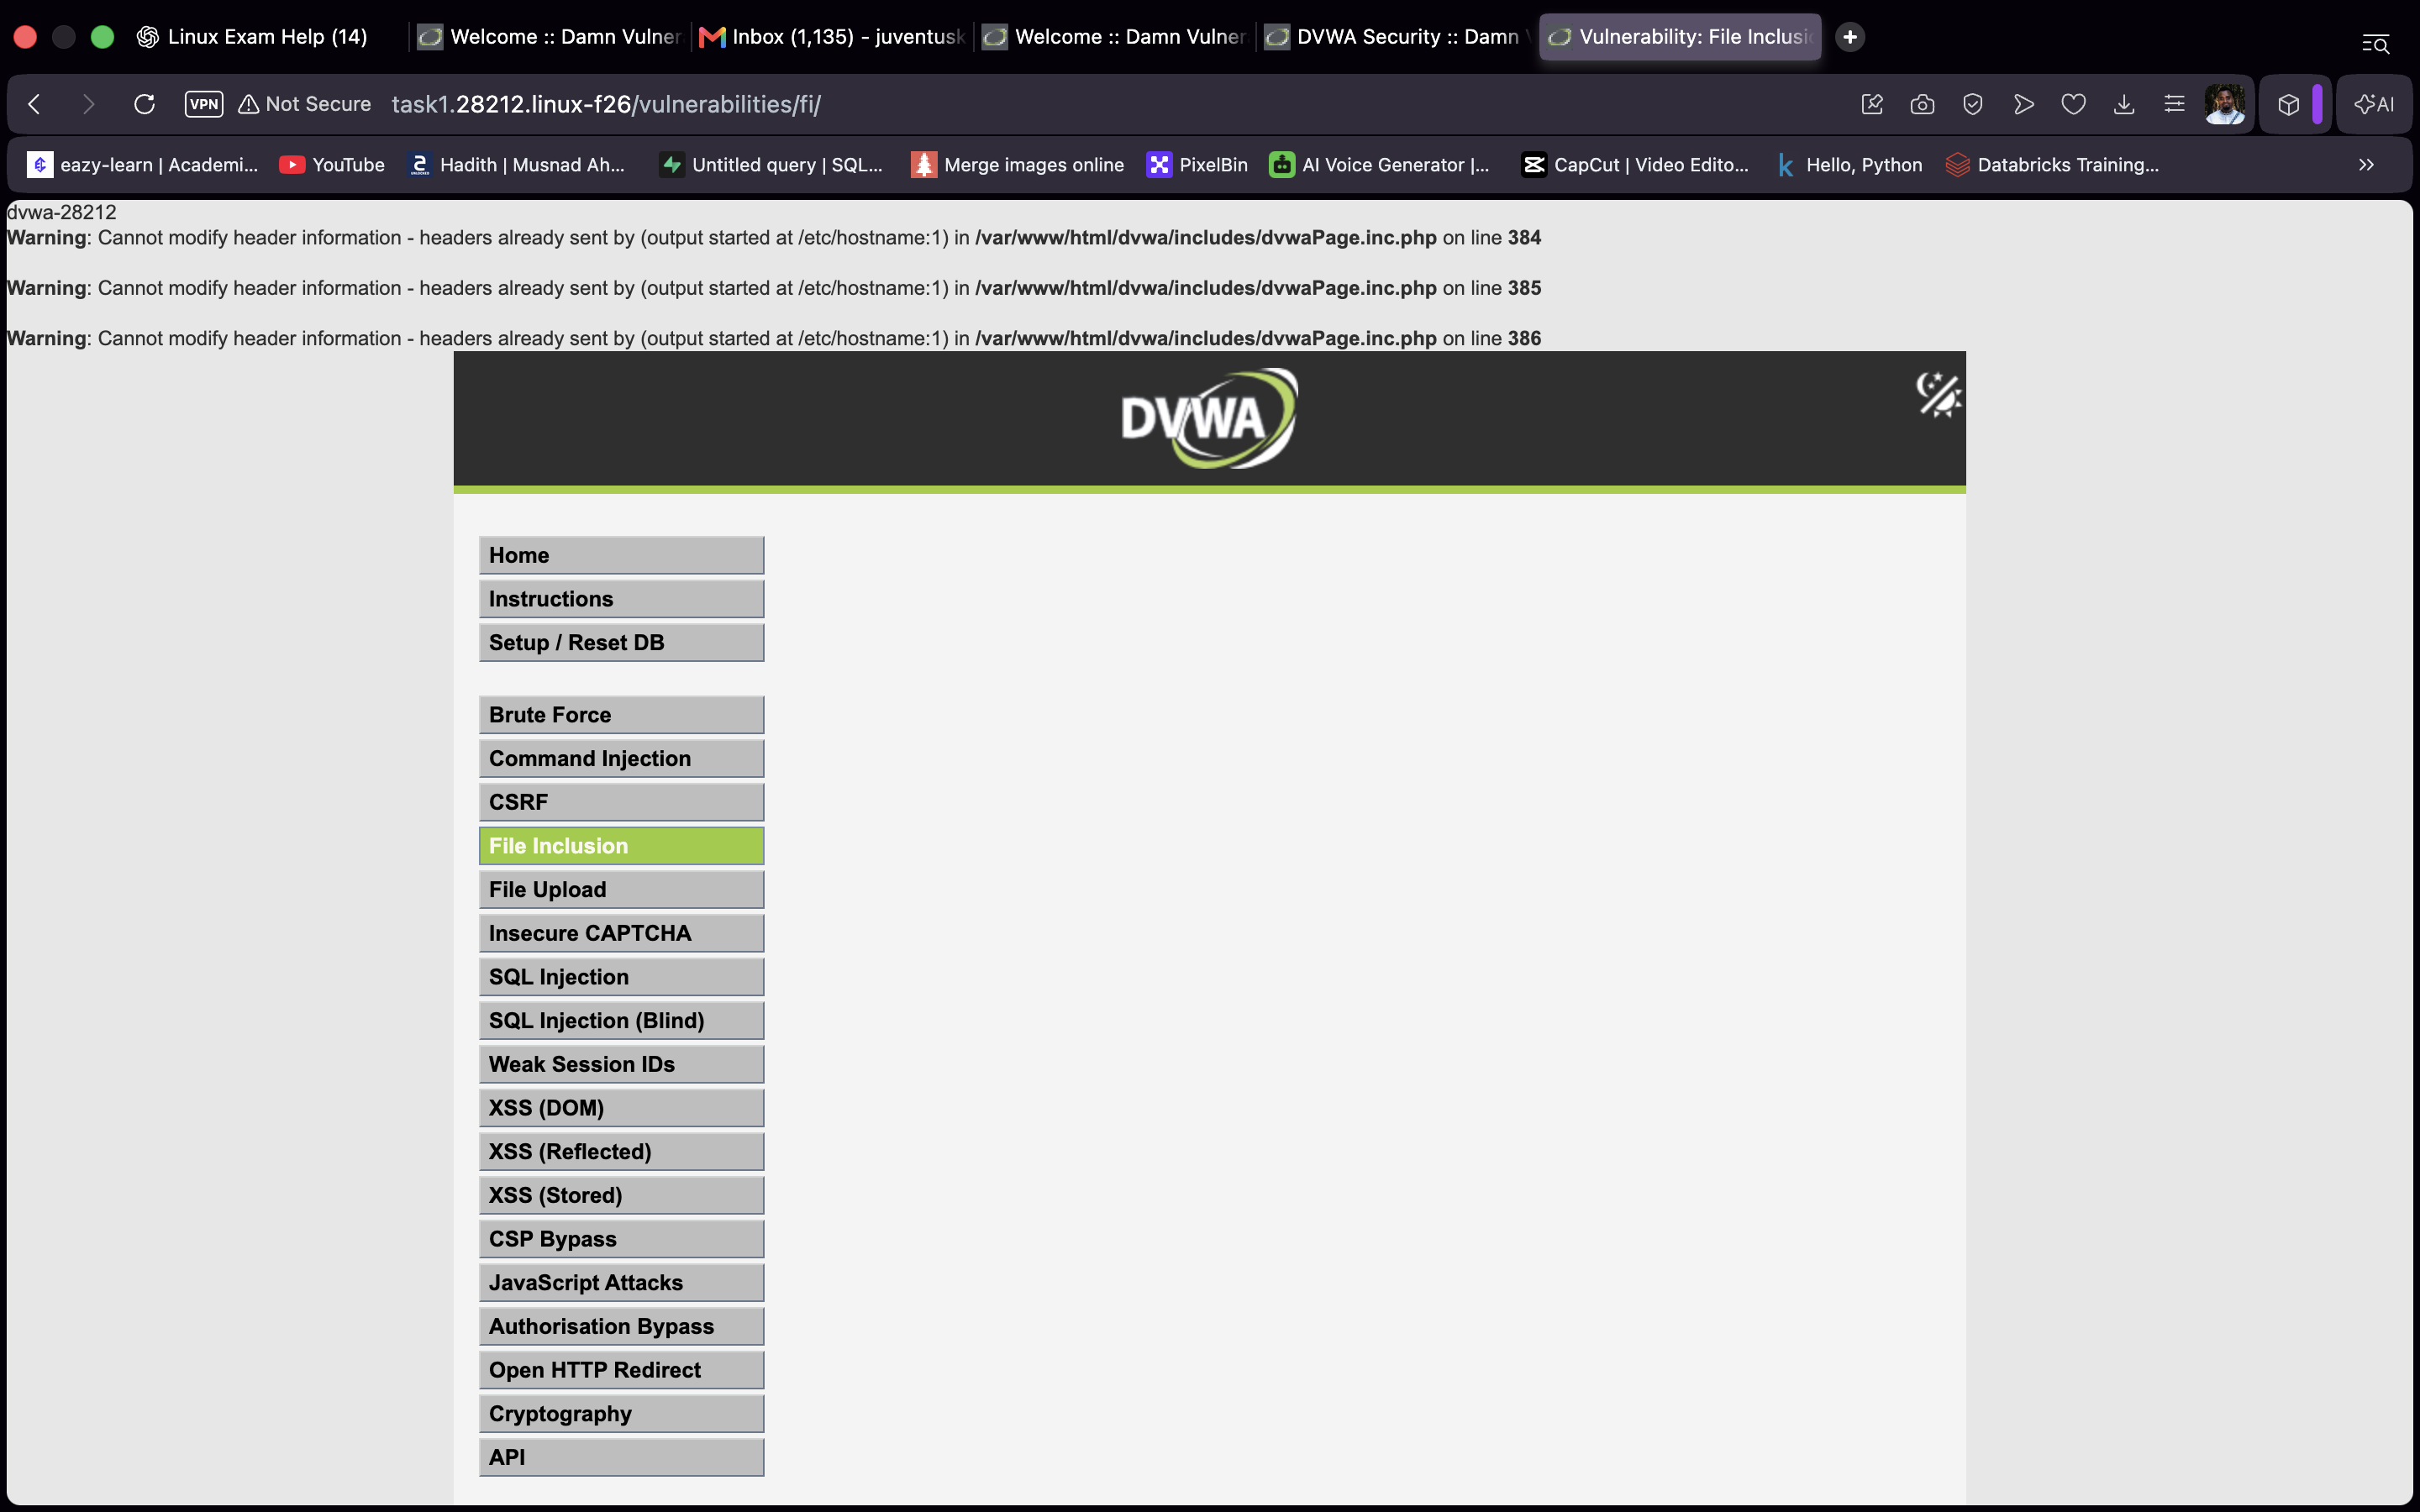 Linux Exam Help (14)
Welcome :: Damn Vulner
Inbox (1,135) - juventusk
Welcome :: Damn Vulner
DVWA Security :: Damn
Vulnerability: File Inclusi
VPN
Not Secure
task1.28212.linux-f26/vulnerabilities/fi/
AI
eazy-learn | Academi...
YouTube
Hadith | Musnad Ah...
Untitled query | SQL...
Merge images online
PixelBin
AI Voice Generator |...
CapCut | Video Edito...
Hello, Python
Databricks Training...
dvwa-28212
Warning: Cannot modify header information - headers already sent by (output started at /etc/hostname:1) in /var/www/html/dvwa/includes/dvwaPage.inc.php on line 384
Warning: Cannot modify header information - headers already sent by (output started at /etc/hostname:1) in /var/www/html/dvwa/includes/dvwaPage.inc.php on line 385
Warning: Cannot modify header information - headers already sent by (output started at /etc/hostname:1) in /var/www/html/dvwa/includes/dvwaPage.inc.php on line 386
DVWA
Home
Instructions
Setup / Reset DB
Brute Force
Command Injection
CSRF
File Inclusion
File Upload
Insecure CAPTCHA
SQL Injection
SQL Injection (Blind)
Weak Session IDs
XSS (DOM)
XSS (Reflected)
XSS (Stored)
CSP Bypass
JavaScript Attacks
Authorisation Bypass
Open HTTP Redirect
Cryptography
API